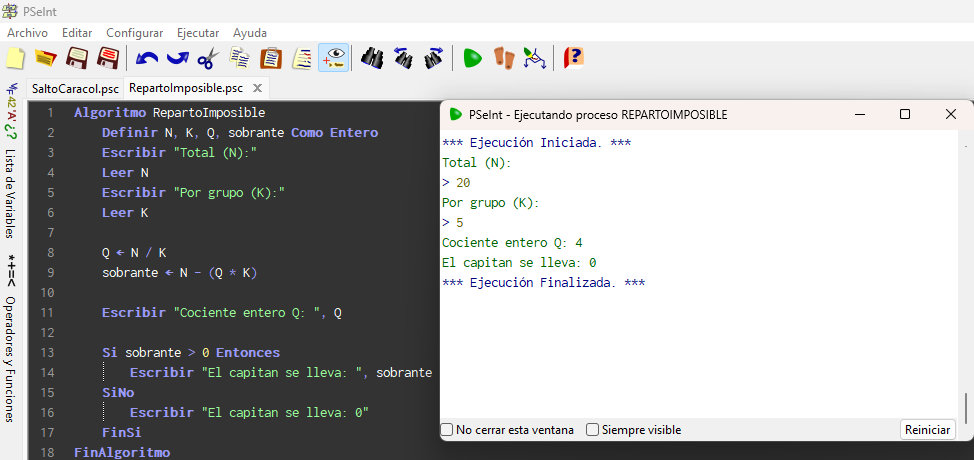 PSeInt
Archivo Editar Configurar Ejecutar Ayuda
SaltoCaracol.psc RepartoImposible.psc
42 'A' ¿? Lista de Variables
*+=< Operadores y Funciones
1 Algoritmo RepartoImposible
2 Definir N, K, Q, sobrante Como Entero
3 Escribir "Total (N):"
4 Leer N
5 Escribir "Por grupo (K):"
6 Leer K
7
8 Q ← N / K
9 sobrante ← N - (Q * K)
10
11 Escribir "Cociente entero Q: ", Q
12
13 Si sobrante > 0 Entonces
14 Escribir "El capitan se lleva: ", sobrante
15 SiNo
16 Escribir "El capitan se lleva: 0"
17 FinSi
18 FinAlgoritmo
PSeInt - Ejecutando proceso REPARTOIMPOSIBLE
*** Ejecución Iniciada. ***
Total (N):
> 20
Por grupo (K):
> 5
Cociente entero Q: 4
El capitan se lleva: 0
*** Ejecución Finalizada. ***
No cerrar esta ventana Siempre visible Reiniciar